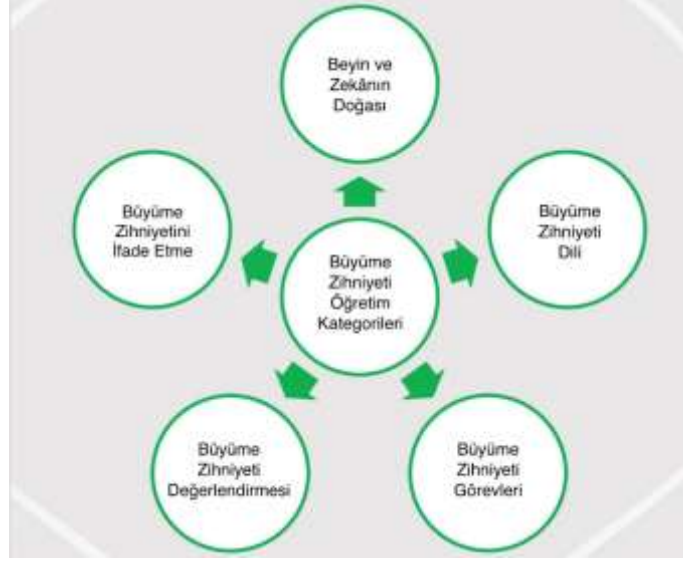 Beyin ve
Zekânın
Doğası
Büyüme
Zihniyetini
İfade Etme
Büyüme
Zihniyeti
Dili
Büyüme
Zihniyeti
Öğretim
Kategorileri
Büyüme
Zihniyeti
Değerlendirmesi
Büyüme
Zihniyeti
Görevleri